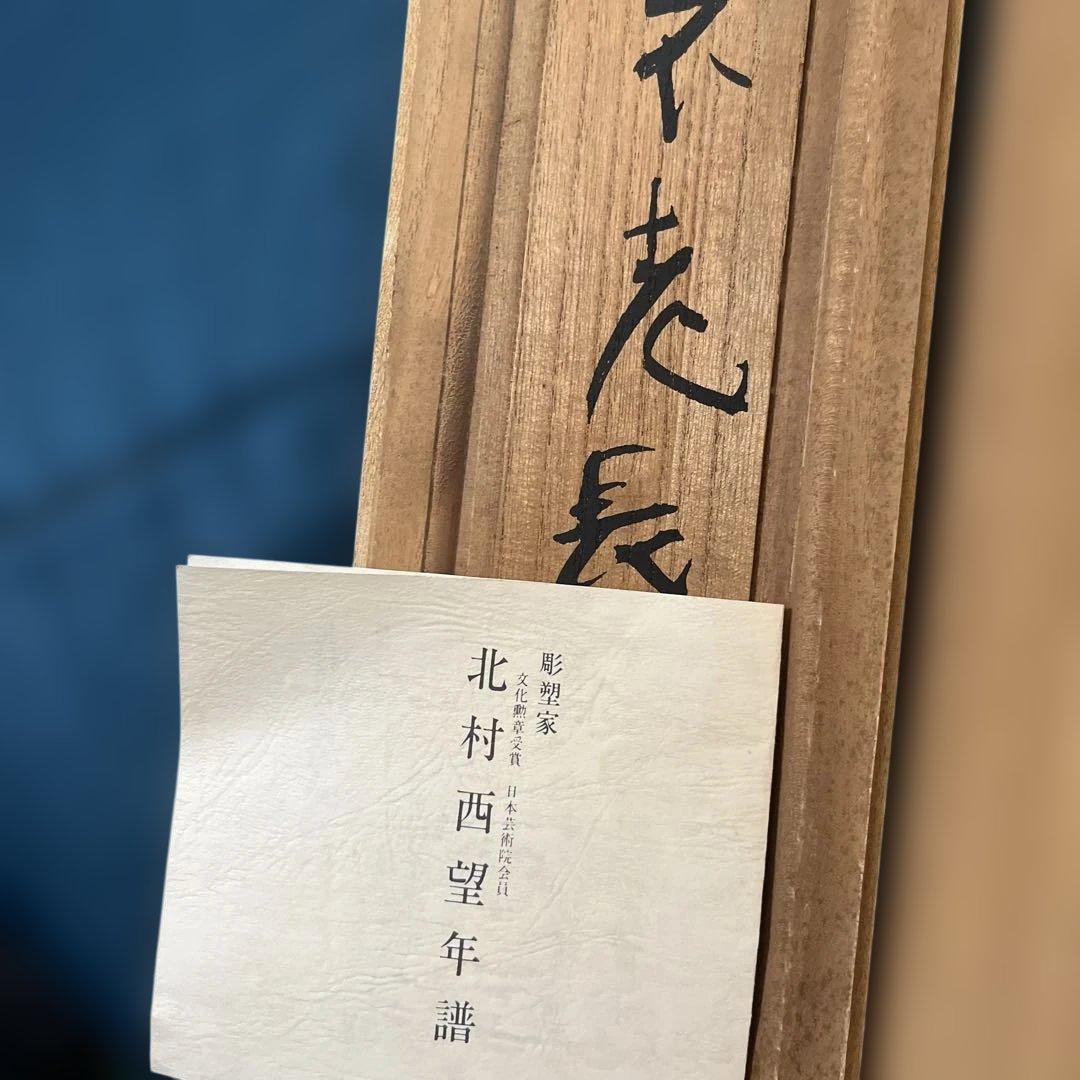 不老長
彫塑家
文化勲章受賞 日本芸術院会員
北村西望年譜